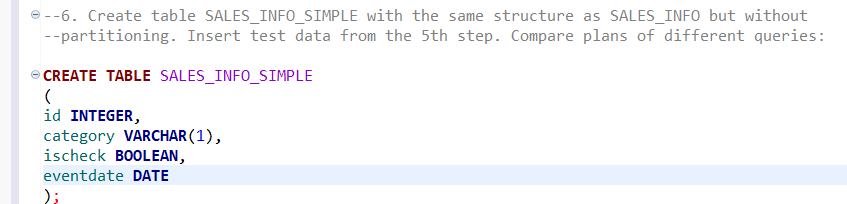 --6. Create table SALES_INFO_SIMPLE with the same structure as SALES_INFO but without
--partitioning. Insert test data from the 5th step. Compare plans of different queries:
CREATE TABLE SALES_INFO_SIMPLE
(
id INTEGER,
category VARCHAR(1),
ischeck BOOLEAN,
eventdate DATE
);